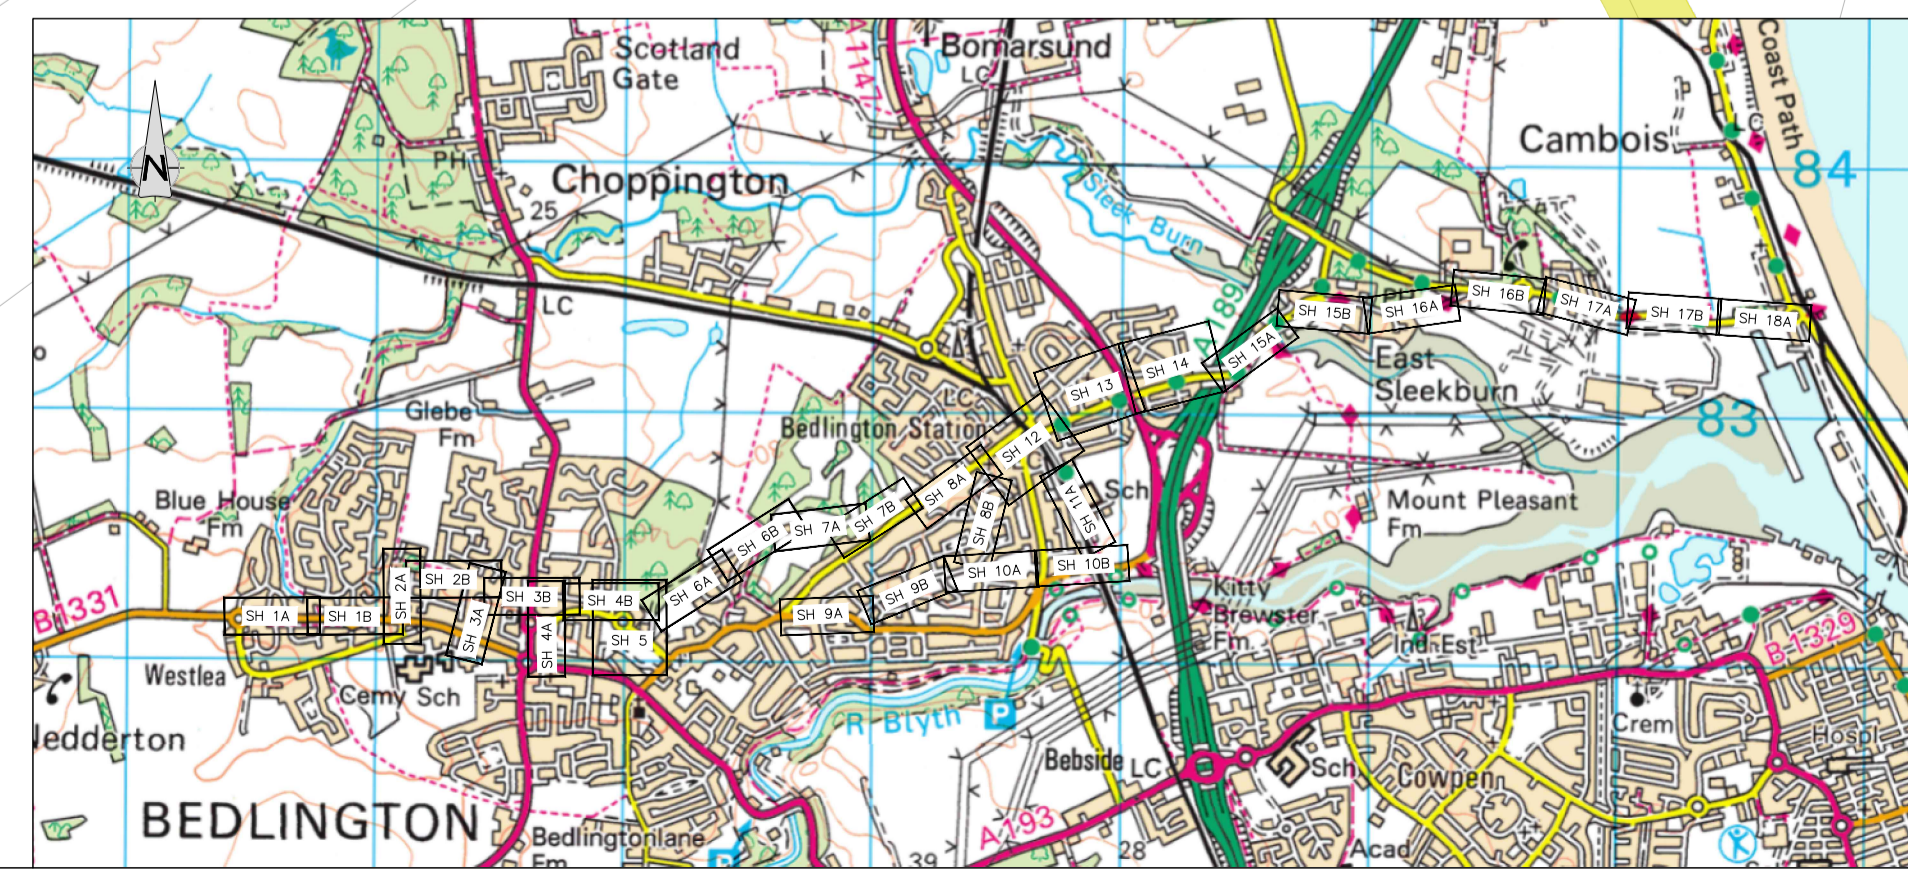 Scotland
Gate
A 1147
Bomarsund
LC
Coast Path
LC
Cambois
84
N
PH
Choppington
25
Sleek Burn
LC
A 189
SH 15B
SH 16A
SH 16B
SH 17A
SH 17B
SH 18A
SH 15A
SH 14
SH 13
East
Sleekburn
83
Glebe
Fm
LC
Bedlington Station
SH 12
SH 8A
SH 7B
SH 7A
SH 6B
SH 6A
SH 8B
SH 11A
Sch
Mount Pleasant
Fm
Blue House
Fm
B1331
SH 1A
SH 1B
SH 2A
SH 2B
SH 3A
SH 3B
SH 4A
SH 4B
SH 5
SH 9A
SH 9B
SH 10A
SH 10B
Kitty
Brewster
Fm
Ind Est
B 1329
Westlea
Cemy Sch
R Blyth
P
Nedderton
Bebside
LC
Sch
Cowpen
Crem
Hospl
BEDLINGTON
Bedlingtonlane
Fm
A193
39
28
Acad